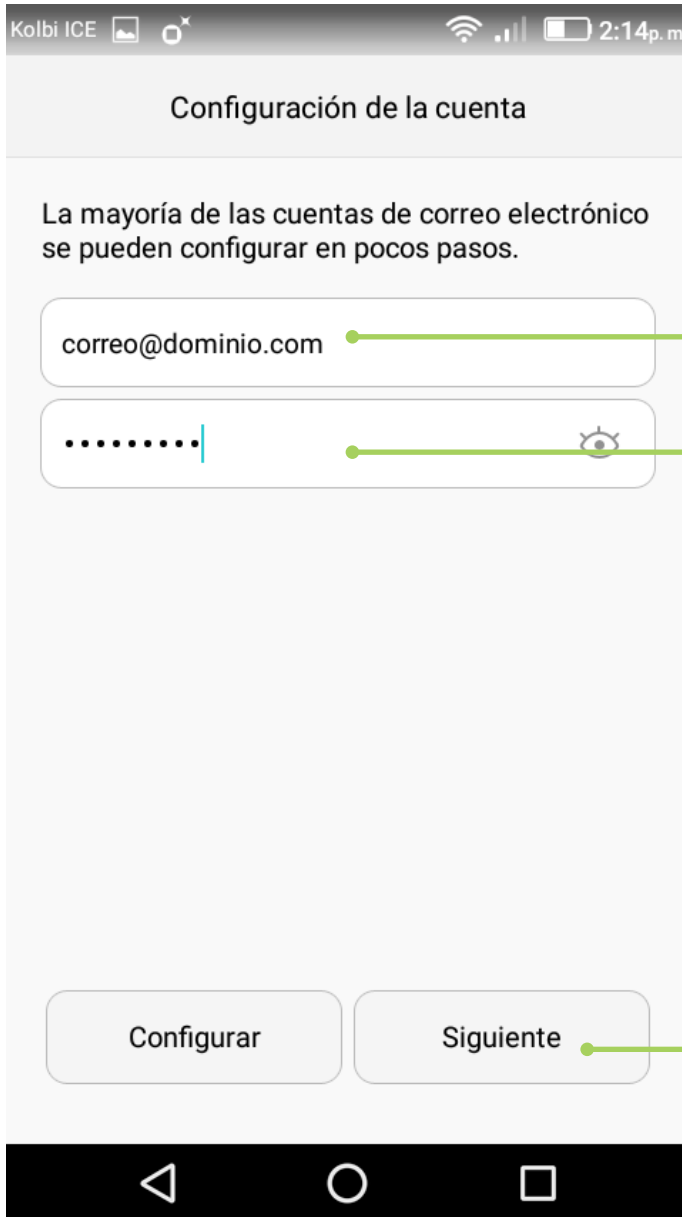 Kolbi ICE 2:14p. m
Configuración de la cuenta
La mayoría de las cuentas de correo electrónico
se pueden configurar en pocos pasos.
correo@dominio.com
•••••••••
Configurar Siguiente